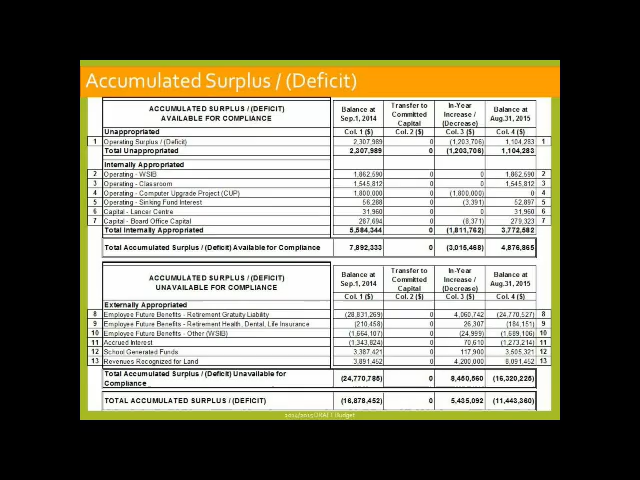 Accumulated Surplus / (Deficit)
ACCUMULATED SURPLUS / (DEFICIT) AVAILABLE FOR COMPLIANCE Balance at Sep.1, 2014 Transfer to Committed Capital In-Year Increase / (Decrease) Balance at Aug.31, 2015
Unappropriated Col. 1 ($) Col. 2 ($) Col. 3 ($) Col. 4 ($)
1 Operating Surplus / (Deficit) 2,307,989 0 (1,203,706) 1,104,283 1
Total Unappropriated 2,307,989 0 (1,203,706) 1,104,283
Internally Appropriated
2 Operating - WSIB 1,862,590 0 0 1,862,590 2
3 Operating - Classroom 1,545,812 0 0 1,545,812 3
4 Operating - Computer Upgrade Project (CUP) 1,800,000 0 (1,800,000) 0 4
5 Operating - Sinking Fund Interest 56,288 0 (3,391) 52,897 5
6 Capital - Lancer Centre 31,960 0 0 31,960 6
7 Capital - Board Office Capital 287,694 0 (8,371) 279,323 7
Total Internally Appropriated 5,584,344 0 (1,811,762) 3,772,582
Total Accumulated Surplus / (Deficit) Available for Compliance 7,892,333 0 (3,015,468) 4,876,865
ACCUMULATED SURPLUS / (DEFICIT) UNAVAILABLE FOR COMPLIANCE Balance at Sep.1, 2014 Transfer to Committed Capital In-Year Increase / (Decrease) Balance at Aug.31, 2015
Externally Appropriated Col. 1 ($) Col. 2 ($) Col. 3 ($) Col. 4 ($)
8 Employee Future Benefits - Retirement Gratuity Liability (28,831,269) 0 4,060,742 (24,770,527) 8
9 Employee Future Benefits - Retirement Health, Dental, Life Insurance (210,458) 0 26,307 (184,151) 9
10 Employee Future Benefits - Other (WSIB) (1,664,107) 0 (24,999) (1,689,106) 10
11 Accrued Interest (1,343,824) 0 70,610 (1,273,214) 11
12 School Generated Funds 3,387,421 0 117,900 3,505,321 12
13 Revenues Recognized for Land 3,891,452 0 4,200,000 8,091,452 13
Total Accumulated Surplus / (Deficit) Unavailable for Compliance (24,770,785) 0 8,450,560 (16,320,225)
TOTAL ACCUMULATED SURPLUS / (DEFICIT) (16,878,452) 0 5,435,092 (11,443,360)
2014/2015 DRAFT Budget